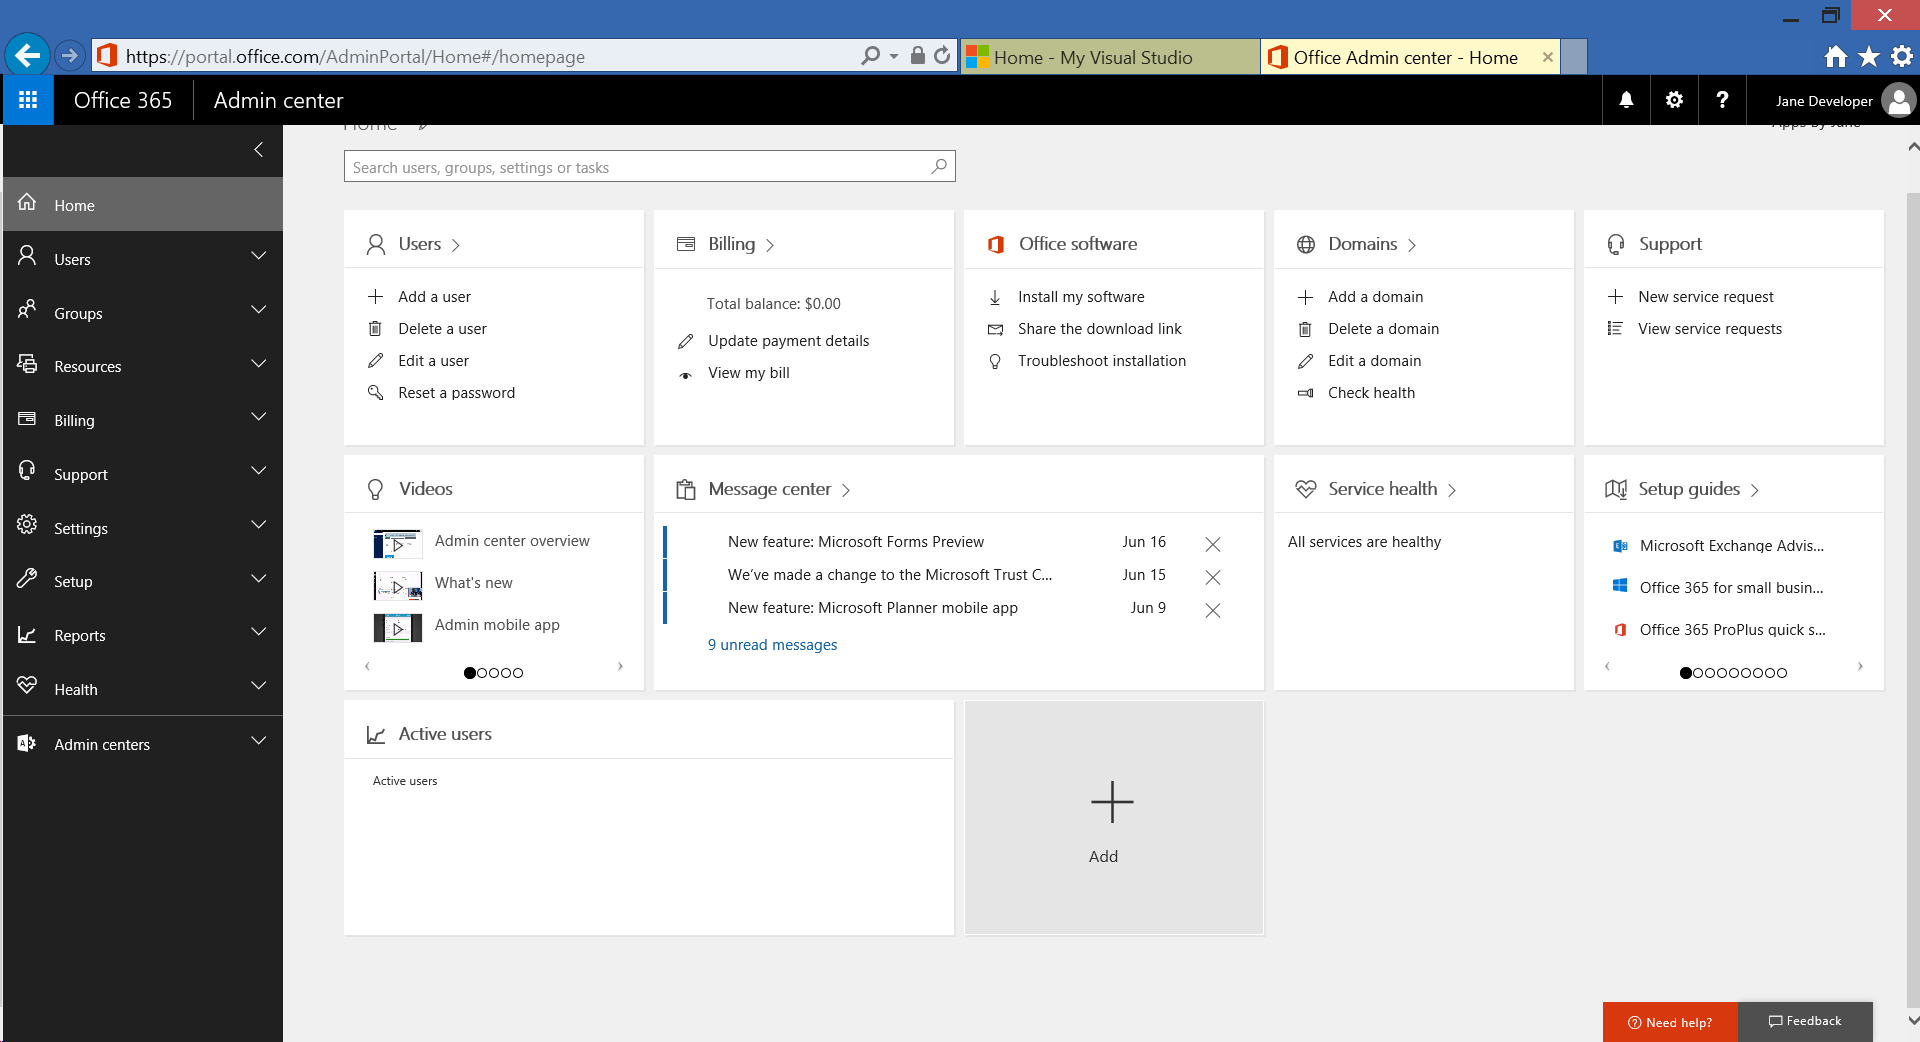 https://portal.office.com/AdminPortal/Home#/homepage
Home - My Visual Studio
Office Admin center - Home
Office 365
Admin center
?
Jane Developer
Home
Apps by Jane
Search users, groups, settings or tasks
Home
Users
Groups
Resources
Billing
Support
Settings
Setup
Reports
Health
Admin centers
Users
Add a user
Delete a user
Edit a user
Reset a password
Billing
Total balance: $0.00
Update payment details
View my bill
Office software
Install my software
Share the download link
Troubleshoot installation
Domains
Add a domain
Delete a domain
Edit a domain
Check health
Support
New service request
View service requests
Videos
Admin center overview
What's new
Admin mobile app
Message center
New feature: Microsoft Forms Preview Jun 16
We've made a change to the Microsoft Trust C... Jun 15
New feature: Microsoft Planner mobile app Jun 9
9 unread messages
Service health
All services are healthy
Setup guides
Microsoft Exchange Advis...
Office 365 for small busin...
Office 365 ProPlus quick s...
Active users
Active users
Add
Need help?
Feedback